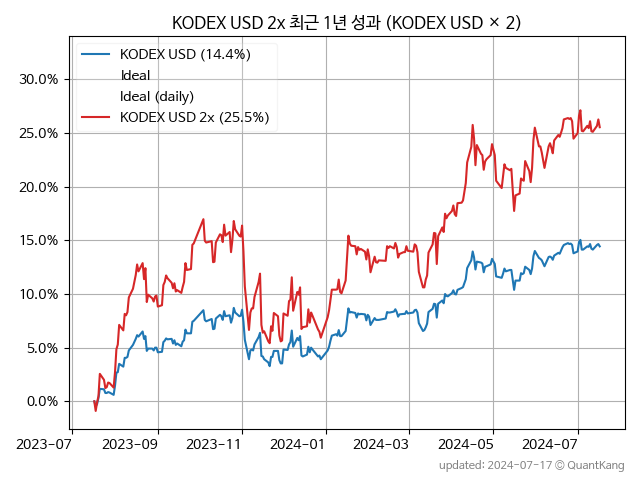 KODEX USD 2x 최근 1년 성과 (KODEX USD × 2)
KODEX USD (14.4%)
Ideal
Ideal (daily)
KODEX USD 2x (25.5%)
30.0%
25.0%
20.0%
15.0%
10.0%
5.0%
0.0%
2023-07 2023-09 2023-11 2024-01 2024-03 2024-05 2024-07
updated: 2024-07-17 © QuantKang